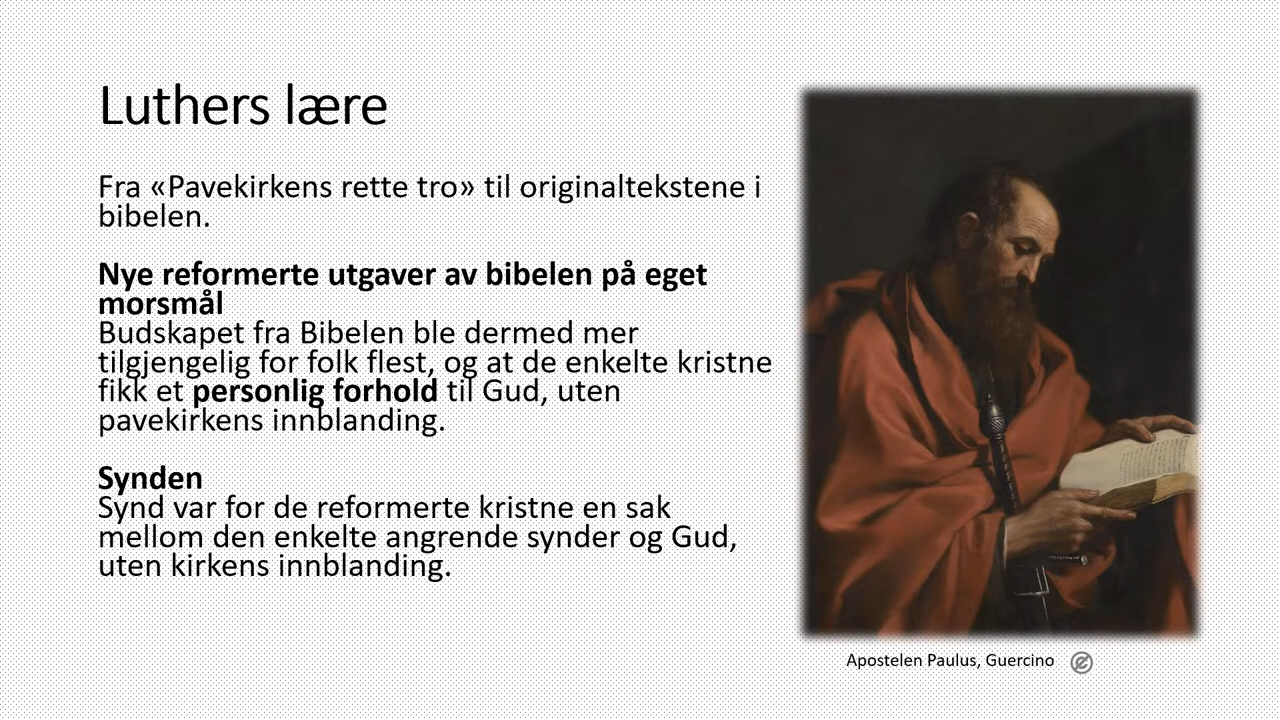 Luthers lære
Fra «Pavekirkens rette tro» til originaltekstene i
bibelen.
Nye reformerte utgaver av bibelen på eget
morsmål
Budskapet fra Bibelen ble dermed mer
tilgjengelig for folk flest, og at de enkelte kristne
fikk et personlig forhold til Gud, uten
pavekirkens innblanding.
Synden
Synd var for de reformerte kristne en sak
mellom den enkelte angrende synder og Gud,
uten kirkens innblanding.
Apostelen Paulus, Guercino